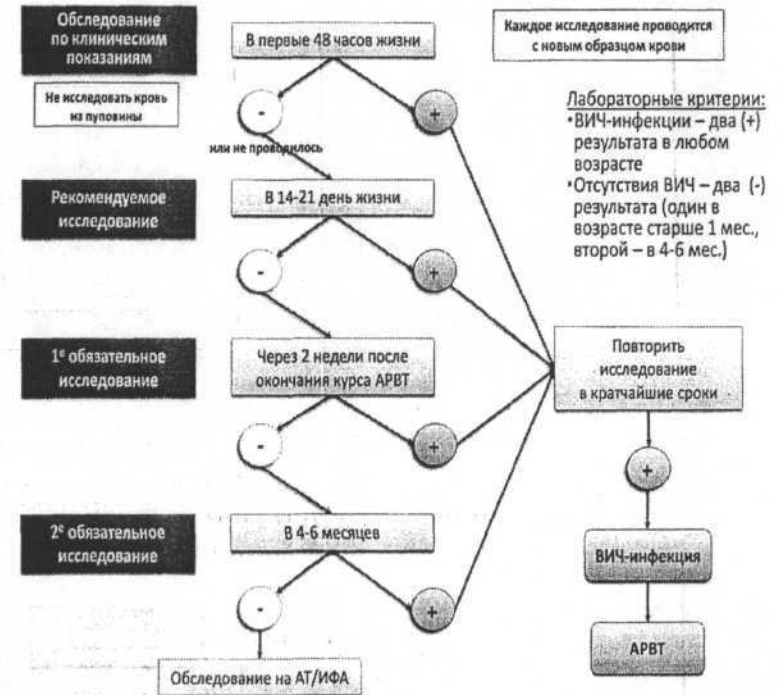 Обследование
по клиническим
показаниям
В первые 48 часов жизни
Каждое исследование проводится
с новым образцом крови
Не исследовать кровь
из пуповины
-
+
или не проводилось
Лабораторные критерии:
•ВИЧ-инфекции – два (+)
результата в любом
возрасте
•Отсутствия ВИЧ – два (-)
результата (один в
возрасте старше 1 мес.,
второй – в 4-6 мес.)
Рекомендуемое
исследование
В 14-21 день жизни
-
+
1е обязательное
исследование
Через 2 недели после
окончания курса АРВТ
Повторить
исследование
в кратчайшие сроки
-
+
+
2е обязательное
исследование
В 4-6 месяцев
ВИЧ-инфекция
-
+
АРВТ
Обследование на АТ/ИФА